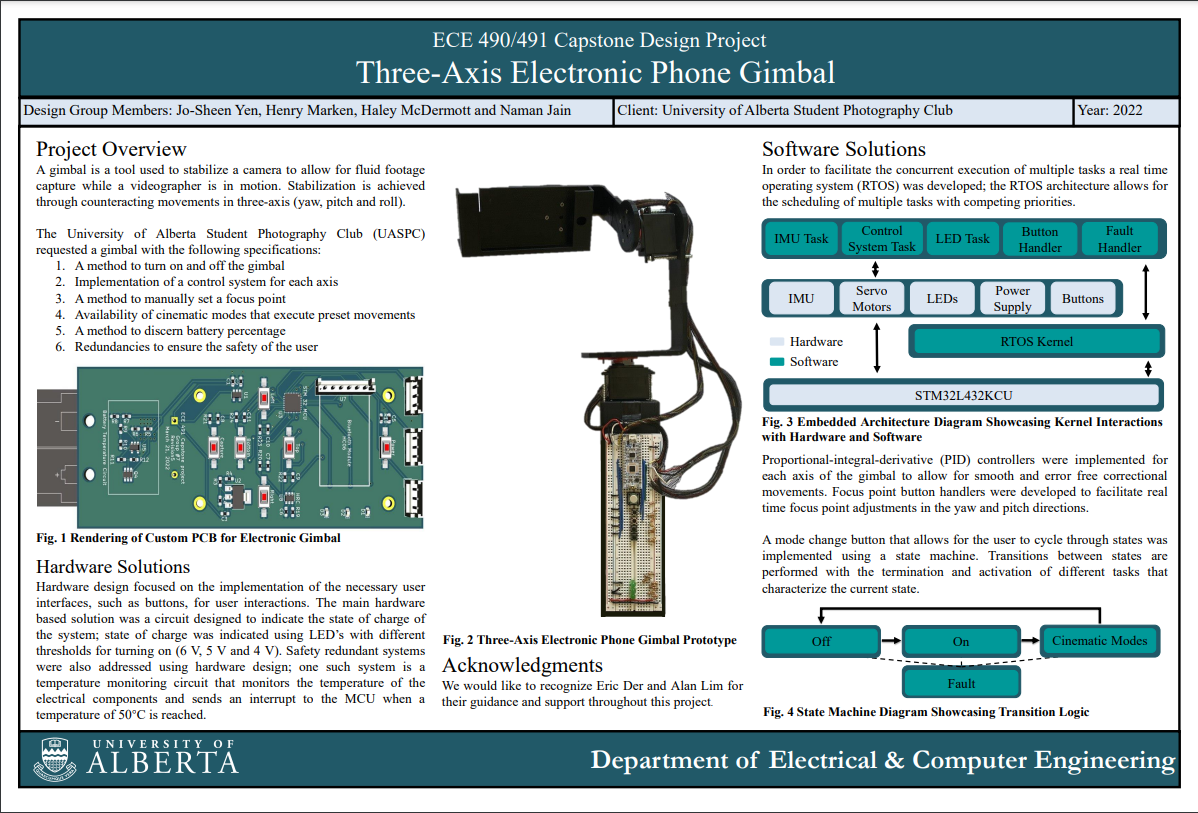 ECE 490/491 Capstone Design Project
Three-Axis Electronic Phone Gimbal
Design Group Members: Jo-Sheen Yen, Henry Marken, Haley McDermott and Naman Jain
Client: University of Alberta Student Photography Club
Year: 2022
Project Overview
A gimbal is a tool used to stabilize a camera to allow for fluid footage
capture while a videographer is in motion. Stabilization is achieved
through counteracting movements in three-axis (yaw, pitch and roll).
The University of Alberta Student Photography Club (UASPC)
requested a gimbal with the following specifications:
1. A method to turn on and off the gimbal
2. Implementation of a control system for each axis
3. A method to manually set a focus point
4. Availability of cinematic modes that execute preset movements
5. A method to discern battery percentage
6. Redundancies to ensure the safety of the user
Battery Temperature Circuit
STM 32 MCU
Fig. 1 Rendering of Custom PCB for Electronic Gimbal
Hardware Solutions
Hardware design focused on the implementation of the necessary user
interfaces, such as buttons, for user interactions. The main hardware
based solution was a circuit designed to indicate the state of charge of
the system; state of charge was indicated using LED's with different
thresholds for turning on (6 V, 5 V and 4 V). Safety redundant systems
were also addressed using hardware design; one such system is a
temperature monitoring circuit that monitors the temperature of the
electrical components and sends an interrupt to the MCU when a
temperature of 50°C is reached.
Fig. 2 Three-Axis Electronic Phone Gimbal Prototype
Acknowledgments
We would like to recognize Eric Der and Alan Lim for
their guidance and support throughout this project.
Software Solutions
In order to facilitate the concurrent execution of multiple tasks a real time
operating system (RTOS) was developed; the RTOS architecture allows for
the scheduling of multiple tasks with competing priorities.
IMU Task
Control
System Task
LED Task
Button
Handler
Fault
Handler
IMU
Servo
Motors
LEDs
Power
Supply
Buttons
Hardware
Software
RTOS Kernel
STM32L432KCU
Fig. 3 Embedded Architecture Diagram Showcasing Kernel Interactions
with Hardware and Software
Proportional-integral-derivative (PID) controllers were implemented for
each axis of the gimbal to allow for smooth and error free correctional
movements. Focus point button handlers were developed to facilitate real
time focus point adjustments in the yaw and pitch directions.
A mode change button that allows for the user to cycle through states was
implemented using a state machine. Transitions between states are
performed with the termination and activation of different tasks that
characterize the current state.
Off
On
Cinematic Modes
Fault
Fig. 4 State Machine Diagram Showcasing Transition Logic
UNIVERSITY OF
ALBERTA
Department of Electrical & Computer Engineering